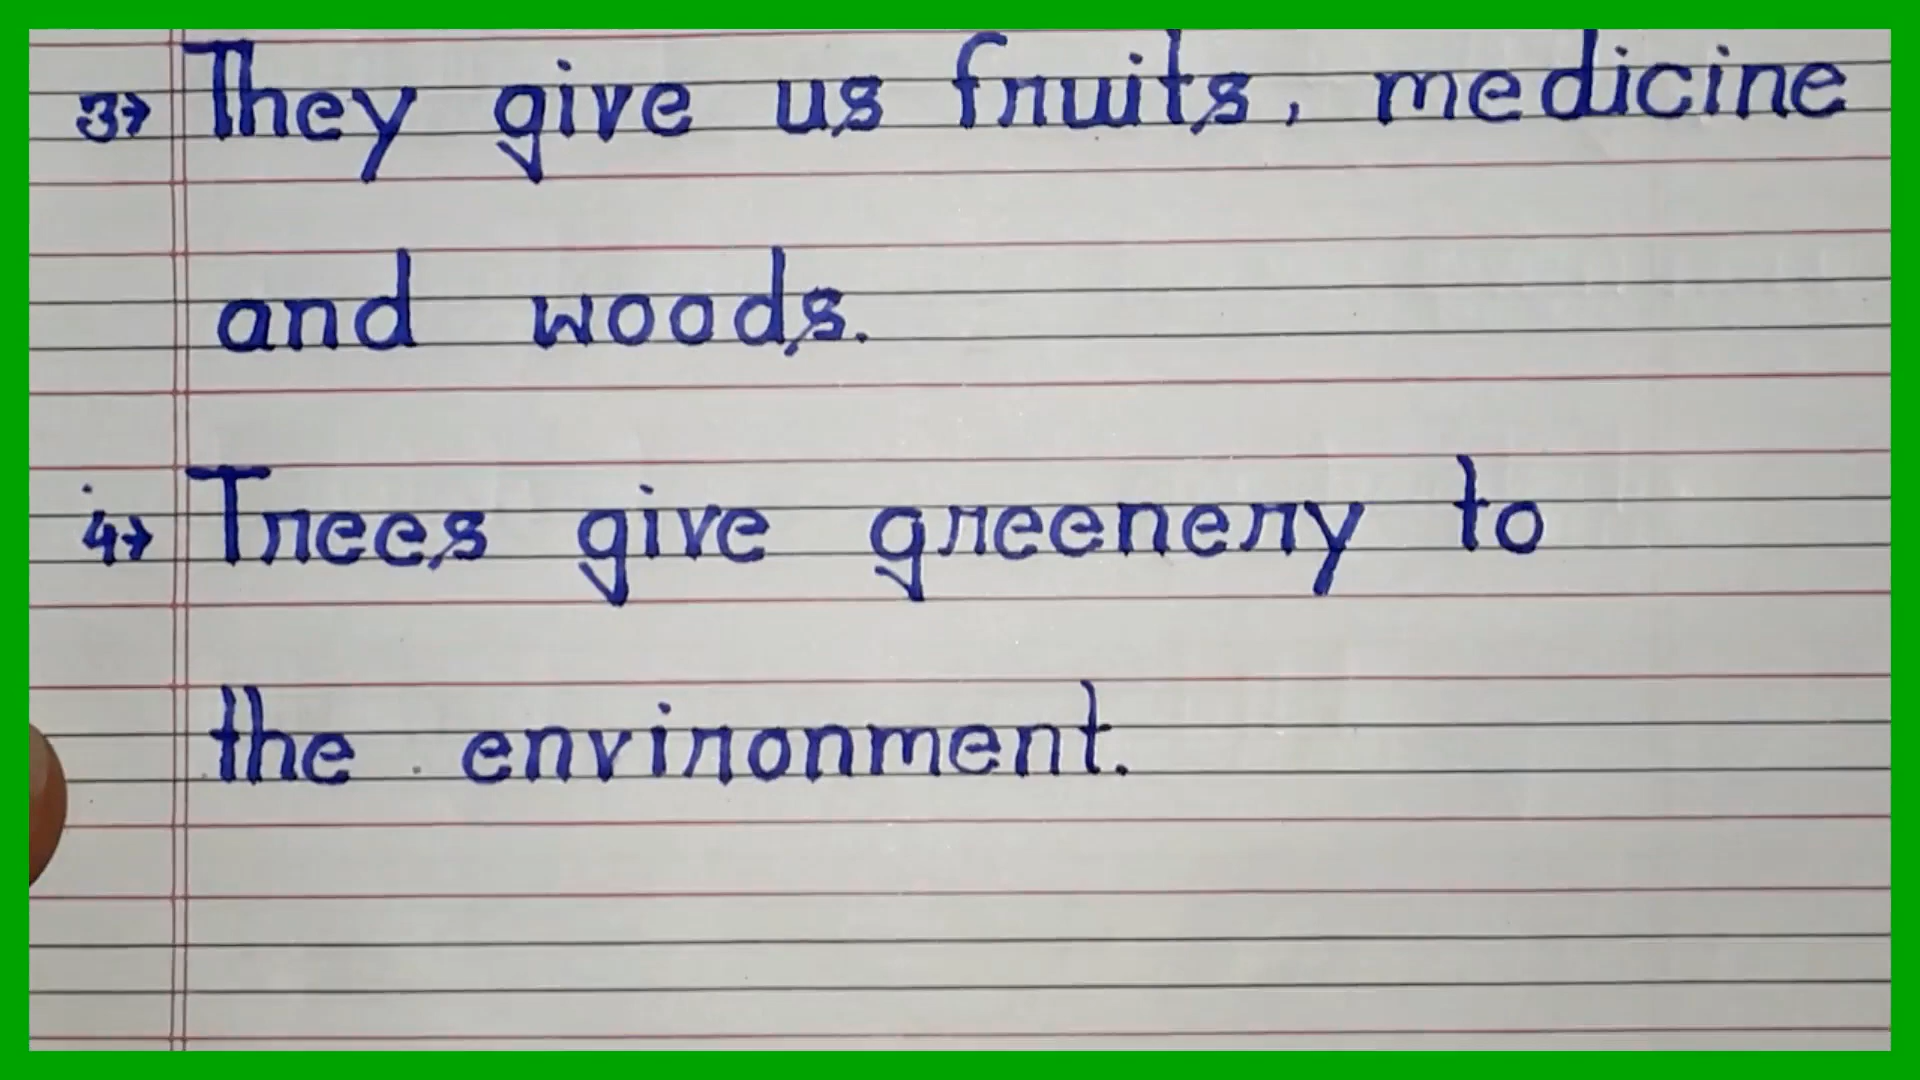 3→ They give us fruits, medicine
and woods.
4→ Trees give greenery to
the environment.